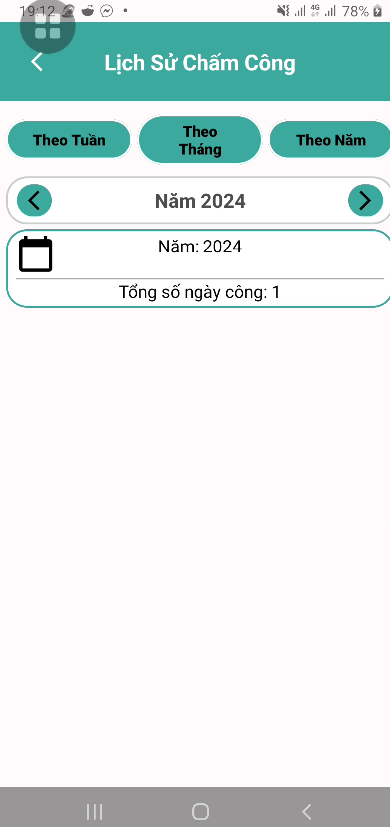 19:12
4G
78%
Lịch Sử Chấm Công
Theo Tuần
Theo
Tháng
Theo Năm
Năm 2024
Năm: 2024
Tổng số ngày công: 1